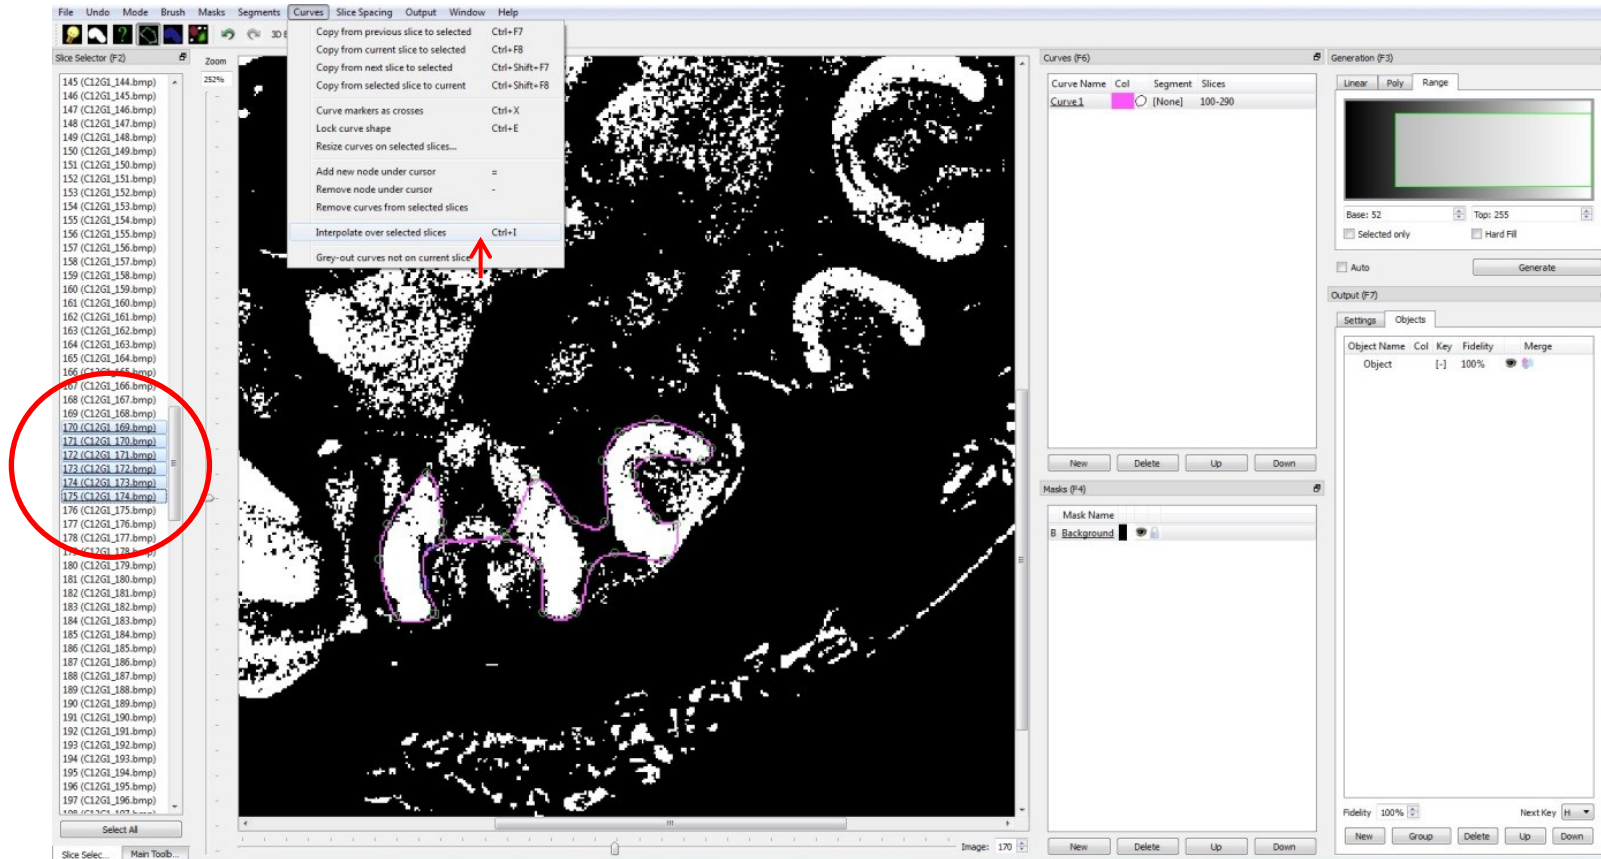 File Undo Mode Brush Masks Segments Curves Slice Spacing Output Window Help
3D
Slice Selector (F2)
145 (C12G1_144.bmp)
146 (C12G1_145.bmp)
147 (C12G1_146.bmp)
148 (C12G1_147.bmp)
149 (C12G1_148.bmp)
150 (C12G1_149.bmp)
151 (C12G1_150.bmp)
152 (C12G1_151.bmp)
153 (C12G1_152.bmp)
154 (C12G1_153.bmp)
155 (C12G1_154.bmp)
156 (C12G1_155.bmp)
157 (C12G1_156.bmp)
158 (C12G1_157.bmp)
159 (C12G1_158.bmp)
160 (C12G1_159.bmp)
161 (C12G1_160.bmp)
162 (C12G1_161.bmp)
163 (C12G1_162.bmp)
164 (C12G1_163.bmp)
165 (C12G1_164.bmp)
166 (C12G1_165.bmp)
167 (C12G1_166.bmp)
168 (C12G1_167.bmp)
169 (C12G1_168.bmp)
170 (C12G1_169.bmp)
171 (C12G1_170.bmp)
172 (C12G1_171.bmp)
173 (C12G1_172.bmp)
174 (C12G1_173.bmp)
175 (C12G1_174.bmp)
176 (C12G1_175.bmp)
177 (C12G1_176.bmp)
178 (C12G1_177.bmp)
179 (C12G1_178.bmp)
180 (C12G1_179.bmp)
181 (C12G1_180.bmp)
182 (C12G1_181.bmp)
183 (C12G1_182.bmp)
184 (C12G1_183.bmp)
185 (C12G1_184.bmp)
186 (C12G1_185.bmp)
187 (C12G1_186.bmp)
188 (C12G1_187.bmp)
189 (C12G1_188.bmp)
190 (C12G1_189.bmp)
191 (C12G1_190.bmp)
192 (C12G1_191.bmp)
193 (C12G1_192.bmp)
194 (C12G1_193.bmp)
195 (C12G1_194.bmp)
196 (C12G1_195.bmp)
197 (C12G1_196.bmp)
198 (C12G1_197.bmp)
Select All
Slice Selec... Main Toolb...
Zoom
252%
Copy from previous slice to selected Ctrl+F7
Copy from current slice to selected Ctrl+F8
Copy from next slice to selected Ctrl+Shift+F7
Copy from selected slice to current Ctrl+Shift+F8
Curve markers as crosses Ctrl+X
Lock curve shape Ctrl+E
Resize curves on selected slices...
Add new node under cursor =
Remove node under cursor -
Remove curves from selected slices
Interpolate over selected slices Ctrl+I
Grey-out curves not on current slice
Image: 170
Curves (F6)
Curve Name Col Segment Slices
Curve 1 [None] 100-290
New Delete Up Down
Masks (F4)
Mask Name
B Background
New Delete Up Down
Generation (F3)
Linear Poly Range
Base: 52 Top: 255
Selected only Hard Fill
Auto Generate
Output (F7)
Settings Objects
Object Name Col Key Fidelity Merge
Object [-] 100%
Fidelity 100% Next Key H
New Group Delete Up Down